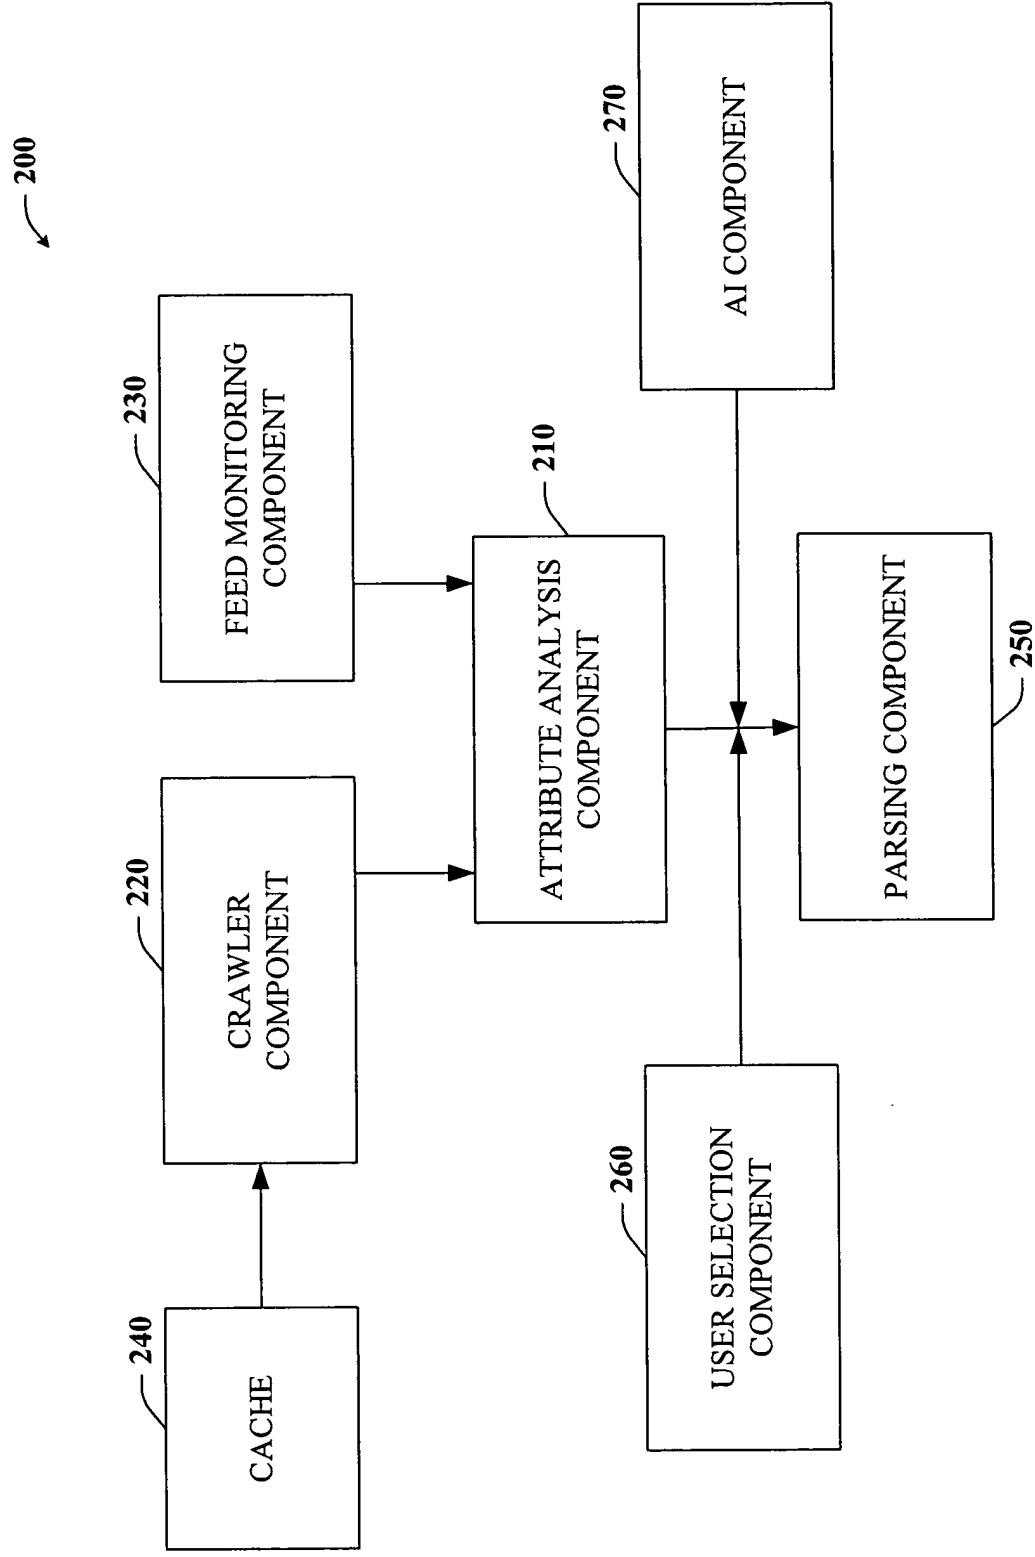 200
240
CACHE
220
CRAWLER
COMPONENT
230
FEED MONITORING
COMPONENT
210
ATTRIBUTE ANALYSIS
COMPONENT
260
USER SELECTION
COMPONENT
270
AI COMPONENT
PARSING COMPONENT
250